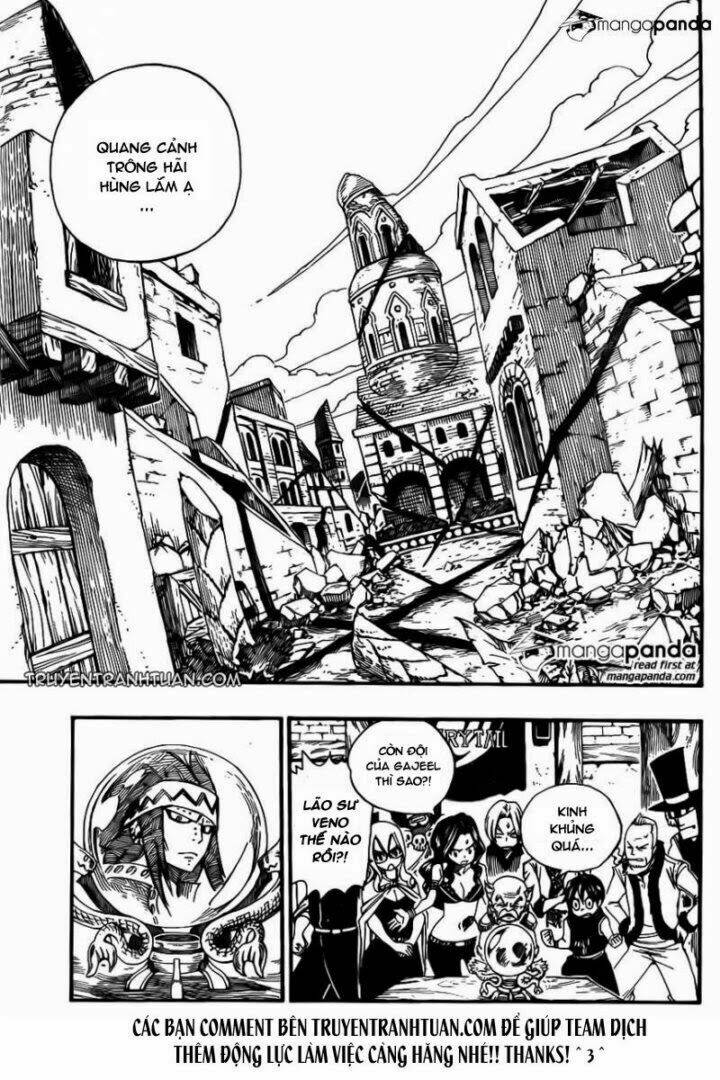 mangapanda
QUANG CẢNH
TRÔNG HÃI
HÙNG LẮM Ạ
...
mangapanda
read first at
mangapanda.com
TRUYENTRANHTUAN.COM
RYTAIL
CÒN ĐỘI
CỦA GAJEEL
THÌ SAO?!
LÃO SƯ
VENO
THẾ NÀO
RỒI?!
KINH
KHỦNG
QUÁ...
CÁC BẠN COMMENT BÊN TRUYENTRANHTUAN.COM ĐỂ GIÚP TEAM DỊCH
THÊM ĐỘNG LỰC LÀM VIỆC CÀNG HĂNG NHÉ!! THANKS! ^3^